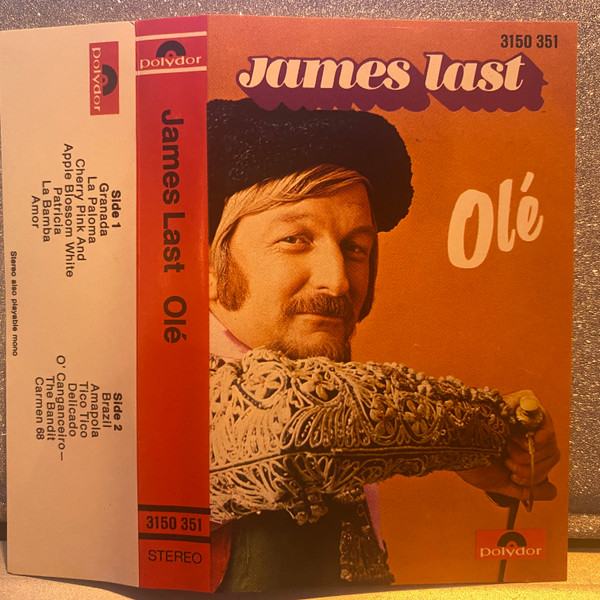 polydor
Side 1
Granada
La Paloma
Cherry Pink And
Apple Blossom White
Patricia
La Bamba
Amor
Side 2
Brazil
Amapola
Tico Tico
Delicado
O' Canganceiro—
The Bandit
Carmen 68
Stereo also playable mono
polydor
James Last Olé
3150 351
STEREO
3150 351
james last
Olé
polydor